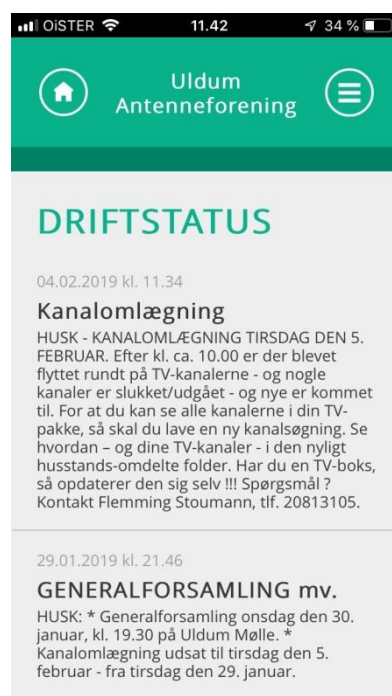 OiSTER 11.42 34 %
Uldum
Antenneforening
DRIFTSTATUS
04.02.2019 kl. 11.34
Kanalomlægning
HUSK - KANALOMLÆGNING TIRSDAG DEN 5.
FEBRUAR. Efter kl. ca. 10.00 er der blevet
flyttet rundt på TV-kanalerne - og nogle
kanaler er slukket/udgået - og nye er kommet
til. For at du kan se alle kanalerne i din TV-
pakke, så skal du lave en ny kanalsøgning. Se
hvordan – og dine TV-kanaler - i den nyligt
husstands-omdelte folder. Har du en TV-boks,
så opdaterer den sig selv !!! Spørgsmål ?
Kontakt Flemming Stoumann, tlf. 20813105.
29.01.2019 kl. 21.46
GENERALFORSAMLING mv.
HUSK: * Generalforsamling onsdag den 30.
januar, kl. 19.30 på Uldum Mølle. *
Kanalomlægning udsat til tirsdag den 5.
februar - fra tirsdag den 29. januar.